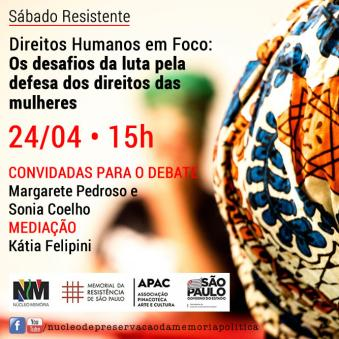 Sábado Resistente
Direitos Humanos em Foco:
Os desafios da luta pela
defesa dos direitos das
mulheres
24/04 • 15h
CONVIDADAS PARA O DEBATE
Margarete Pedroso e
Sonia Coelho
MEDIAÇÃO
Kátia Felipini
NM
NÚCLEO MEMÓRIA
MEMORIAL DA
RESISTÊNCIA
DE SÃO PAULO
APAC
ASSOCIAÇÃO
PINACOTECA
ARTE E CULTURA
SÃO PAULO
GOVERNO DO ESTADO
f
You
Tube
/nucleodepreservacaodamemoriapolitica